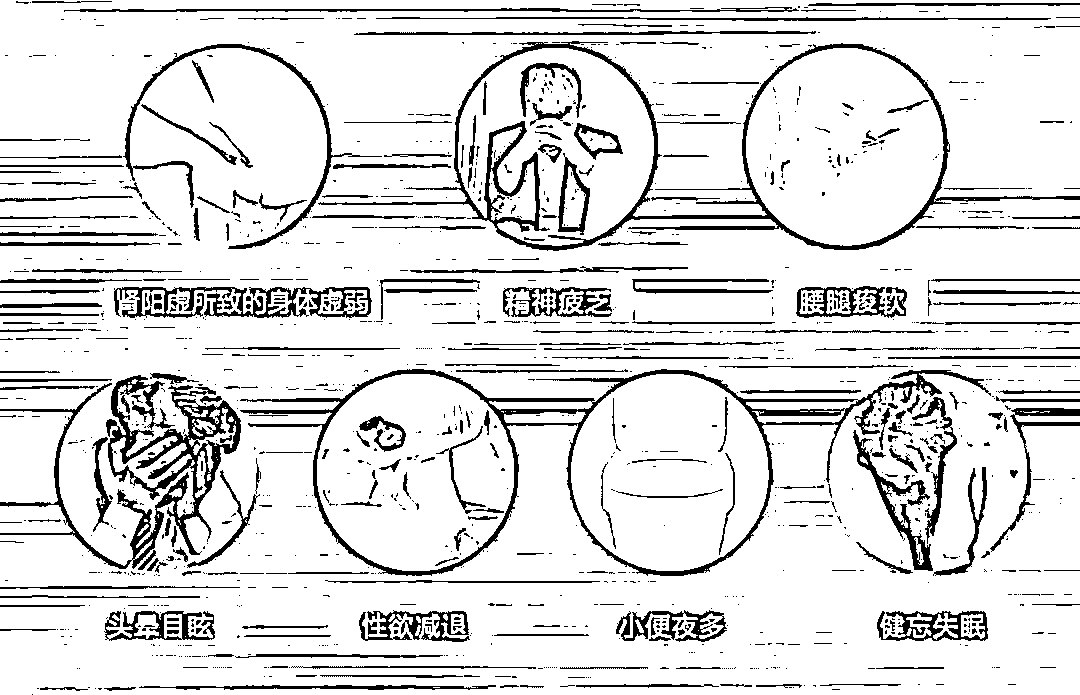 肾阳虚所致的身体虚弱
精神疲乏
腰腿酸软
头晕目眩
性欲减退
小便夜多
健忘失眠